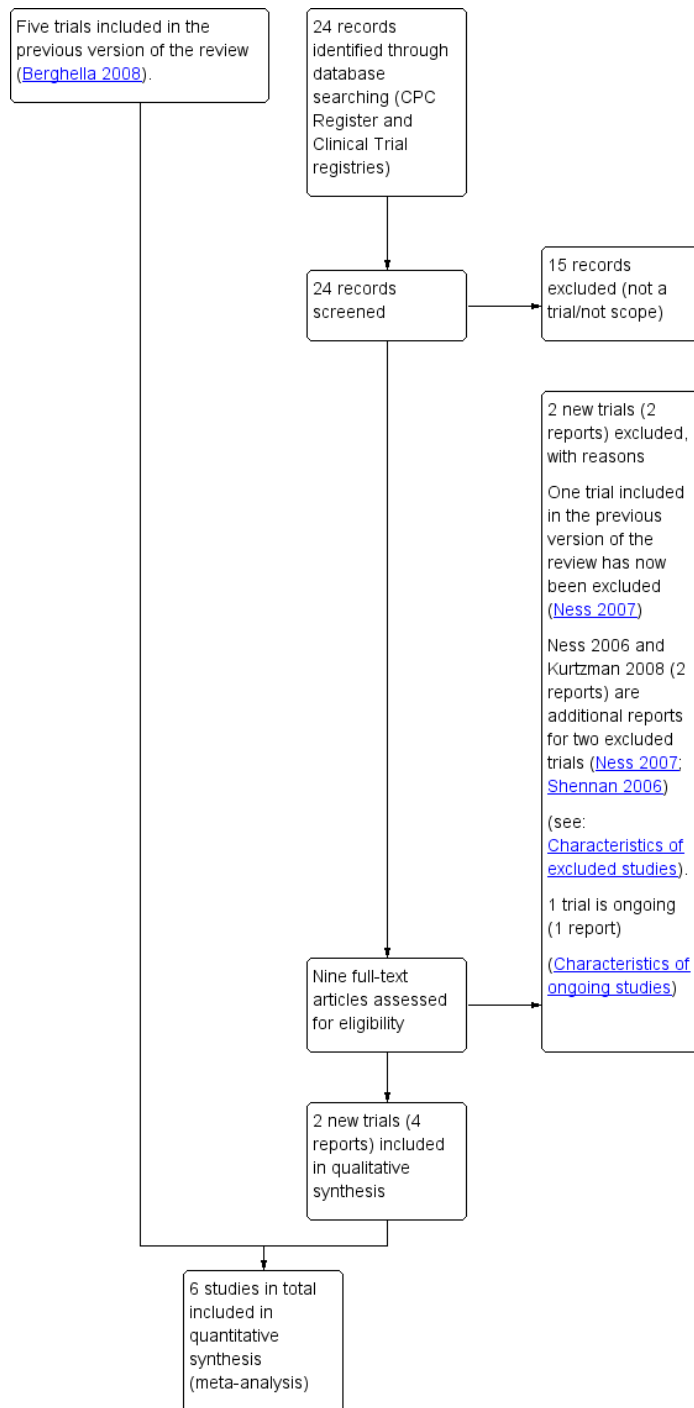 Five trials included in the
previous version of the review
(Berghella 2008).
24 records
identified through
database
searching (CPC
Register and
Clinical Trial
registries)
24 records
screened
15 records
excluded (not a
trial/not scope)
2 new trials (2
reports) excluded,
with reasons
One trial included
in the previous
version of the
review has now
been excluded
(Ness 2007)
Ness 2006 and
Kurtzman 2008 (2
reports) are
additional reports
for two excluded
trials (Ness 2007;
Shennan 2006)
(see:
Characteristics of
excluded studies).
1 trial is ongoing
(1 report)
(Characteristics of
ongoing studies)
Nine full-text
articles assessed
for eligibility
2 new trials (4
reports) included
in qualitative
synthesis
6 studies in total
included in
quantitative
synthesis
(meta-analysis)